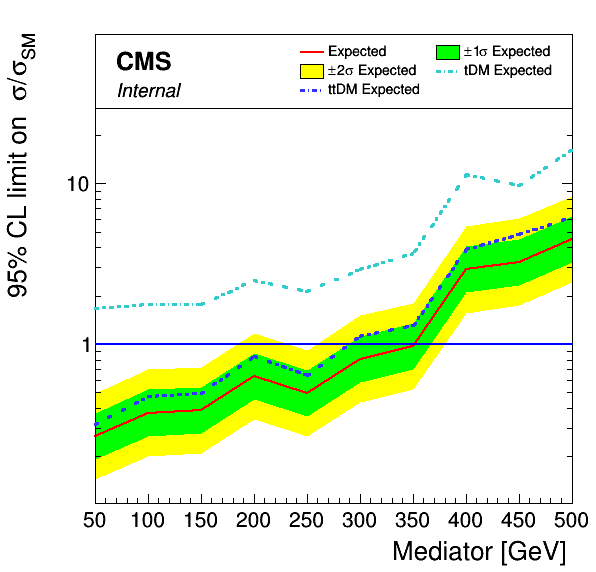 CMS
Internal
Expected
±1σ Expected
±2σ Expected
tDM Expected
ttDM Expected
95% CL limit on σ/σSM
10
1
50 100 150 200 250 300 350 400 450 500
Mediator [GeV]